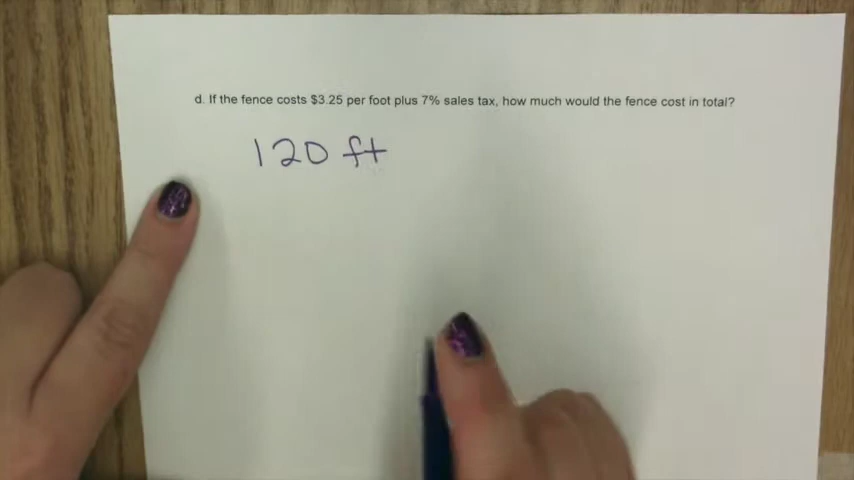 d. If the fence costs $3.25 per foot plus 7% sales tax, how much would the fence cost in total?
120 ft